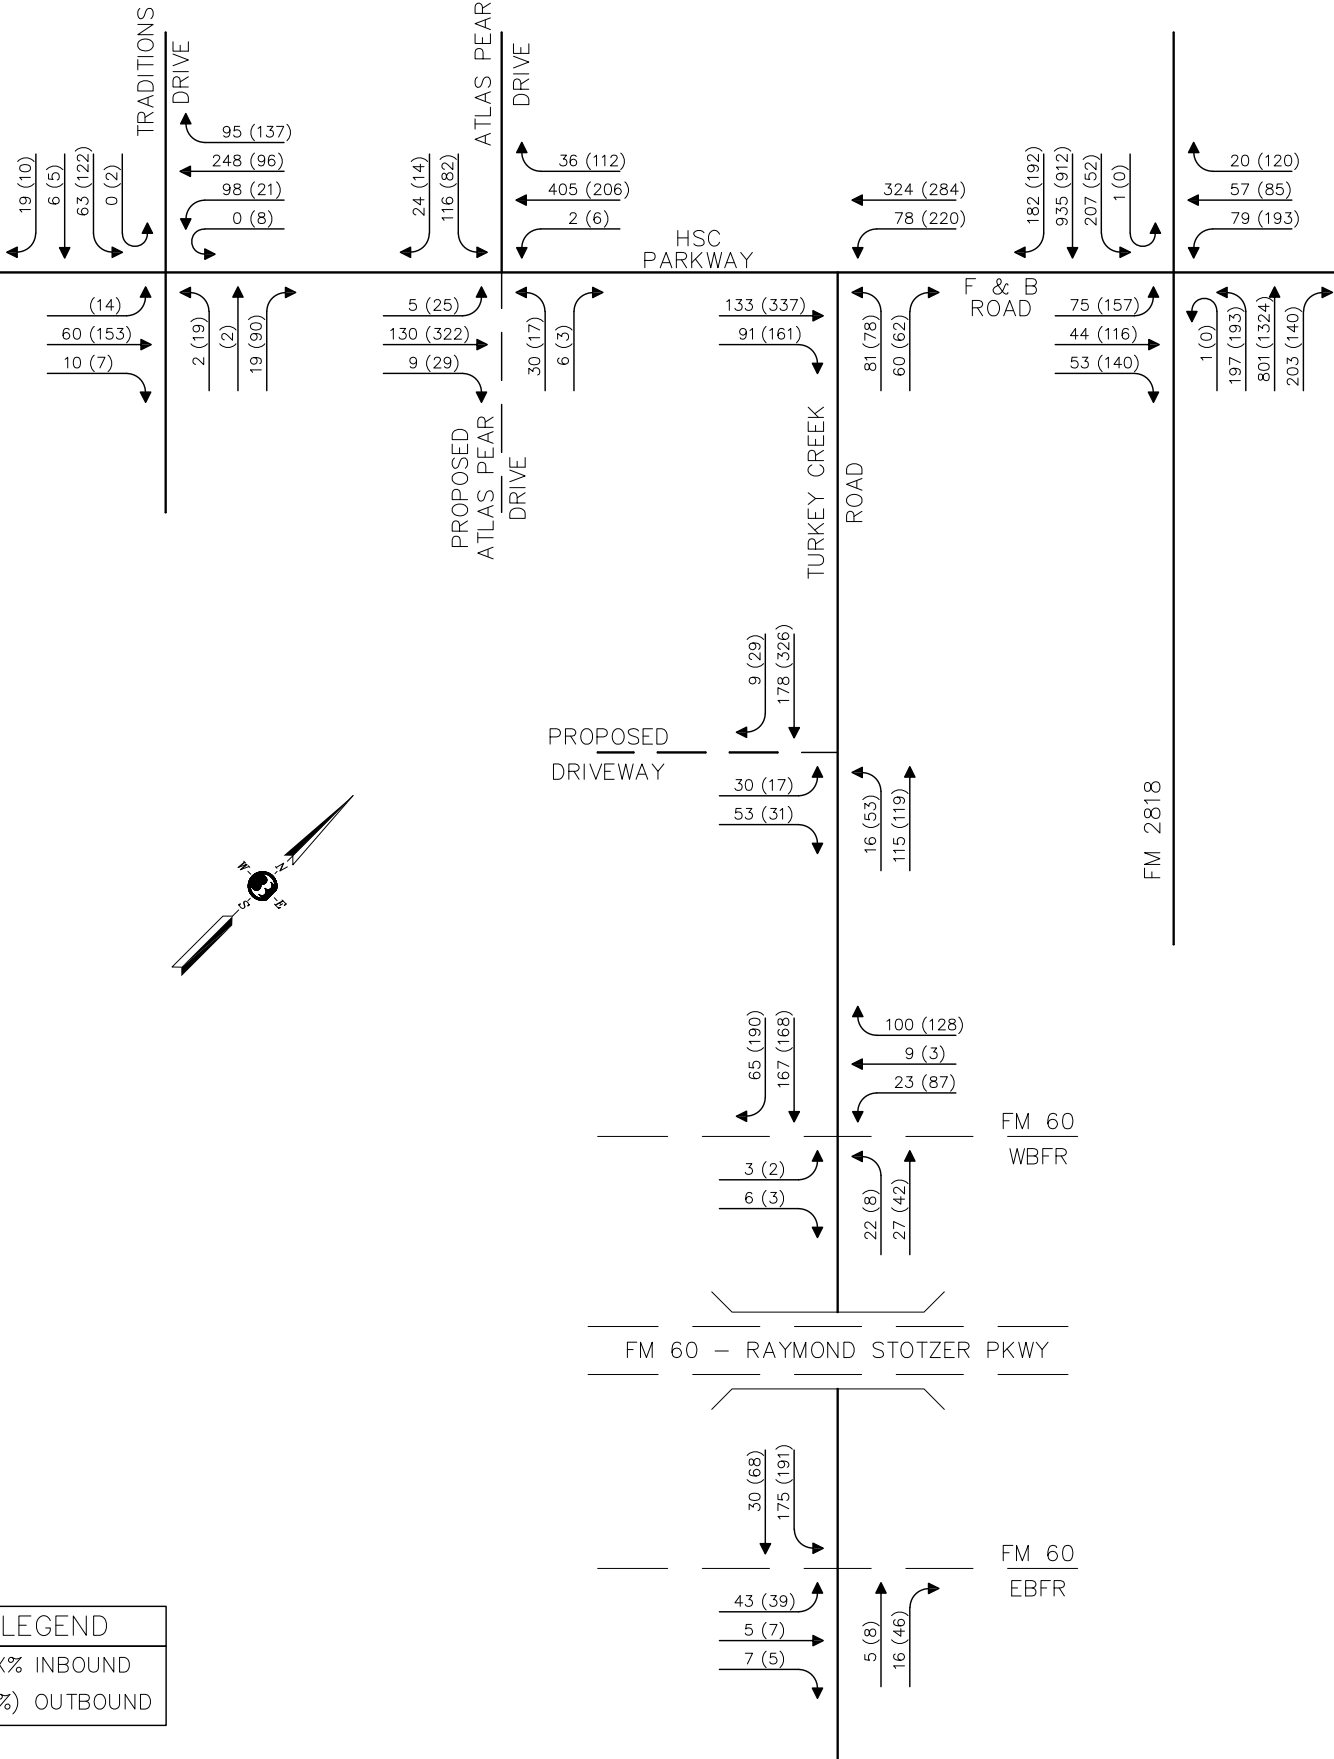 TRADITIONS
DRIVE
19 (10)
6 (5)
63 (122)
0 (2)
95 (137)
248 (96)
98 (21)
0 (8)
(14)
60 (153)
10 (7)
2 (19)
(2)
19 (90)
ATLAS PEAR
DRIVE
24 (14)
116 (82)
36 (112)
405 (206)
2 (6)
5 (25)
130 (322)
9 (29)
30 (17)
6 (3)
PROPOSED
ATLAS PEAR
DRIVE
HSC
PARKWAY
324 (284)
78 (220)
133 (337)
91 (161)
81 (78)
60 (62)
TURKEY CREEK
ROAD
F & B
ROAD
182 (192)
935 (912)
207 (52)
1 (0)
20 (120)
57 (85)
79 (193)
75 (157)
44 (116)
53 (140)
1 (0)
197 (193)
801 (1324)
203 (140)
FM 2818
9 (29)
178 (326)
PROPOSED
DRIVEWAY
30 (17)
53 (31)
16 (53)
115 (119)
W
N
S
E
65 (190)
167 (168)
100 (128)
9 (3)
23 (87)
FM 60
WBFR
3 (2)
6 (3)
22 (8)
27 (42)
FM 60 – RAYMOND STOTZER PKWY
30 (68)
175 (191)
FM 60
EBFR
43 (39)
5 (7)
7 (5)
5 (8)
16 (46)
LEGEND
X% INBOUND
%) OUTBOUND